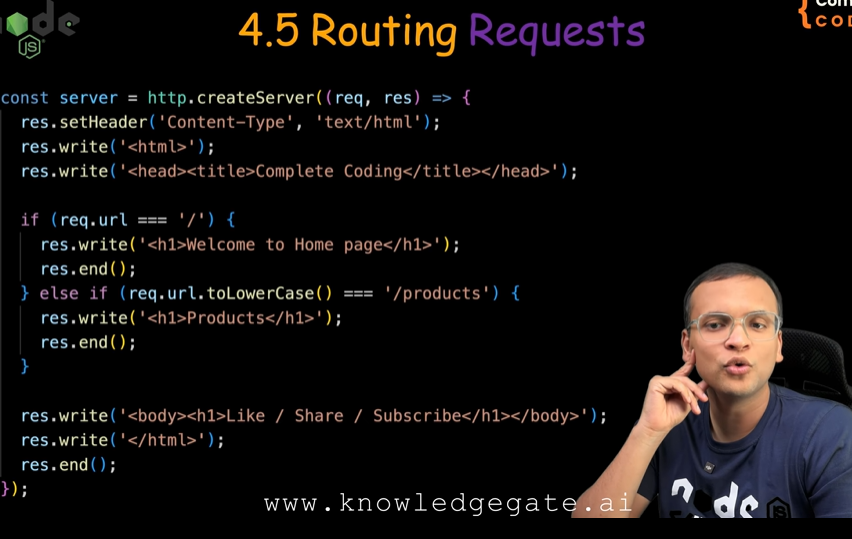 node
JS
4.5 Routing Requests
Com
{ COD
const server = http.createServer((req, res) => {
  res.setHeader('Content-Type', 'text/html');
  res.write('<html>');
  res.write('<head><title>Complete Coding</title></head>');
  if (req.url === '/') {
    res.write('<h1>Welcome to Home page</h1>');
    res.end();
  } else if (req.url.toLowerCase() === '/products') {
    res.write('<h1>Products</h1>');
    res.end();
  }
  res.write('<body><h1>Like / Share / Subscribe</h1></body>');
  res.write('</html>');
  res.end();
});
www.knowledgegate.ai